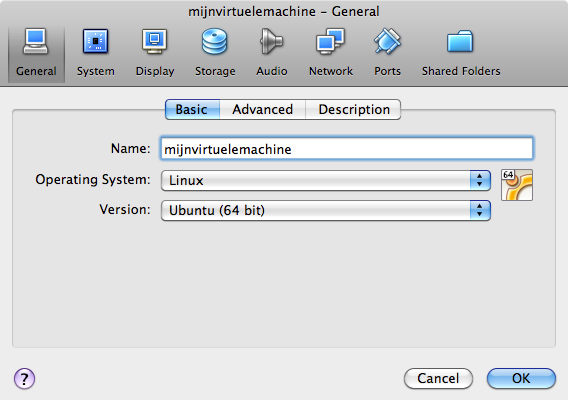 mijnvirtuelemachine – General
General System Display Storage Audio Network Ports Shared Folders
Basic Advanced Description
Name: mijnvirtuelemachine
Operating System: Linux 64
Version: Ubuntu (64 bit)
? Cancel OK